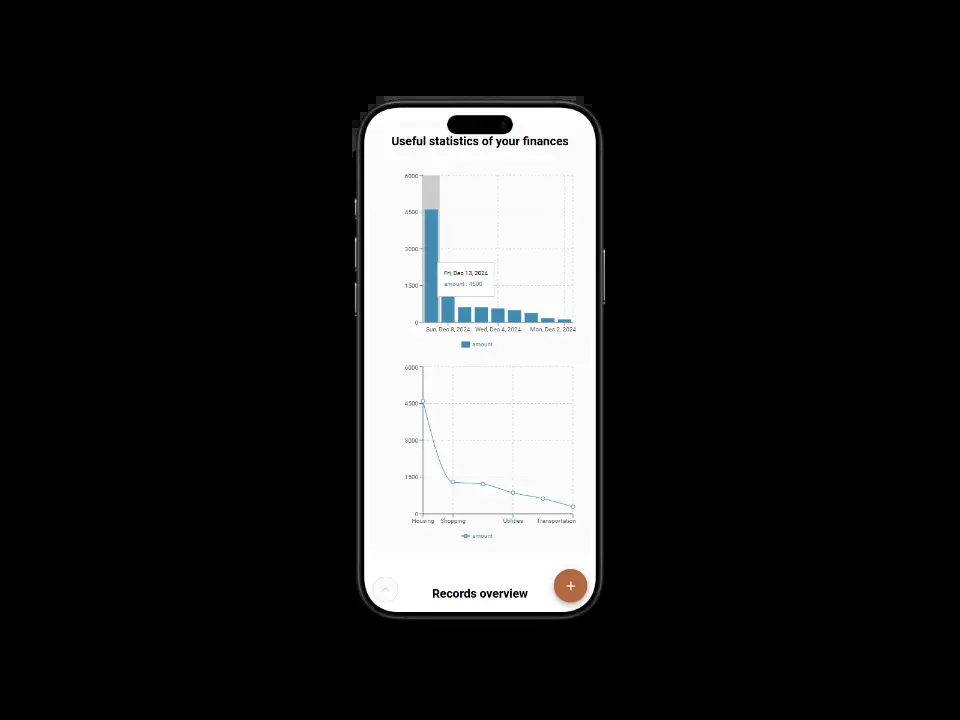 Useful statistics of your finances
6000
4500
3000
1500
0
Fri, Dec 13, 2024
amount : 4600
Sun, Dec 8, 2024 Wed, Dec 4, 2024 Mon, Dec 2, 2024
amount
6000
4500
3000
1500
0
Housing Shopping Utilities Transportation
amount
Records overview
+